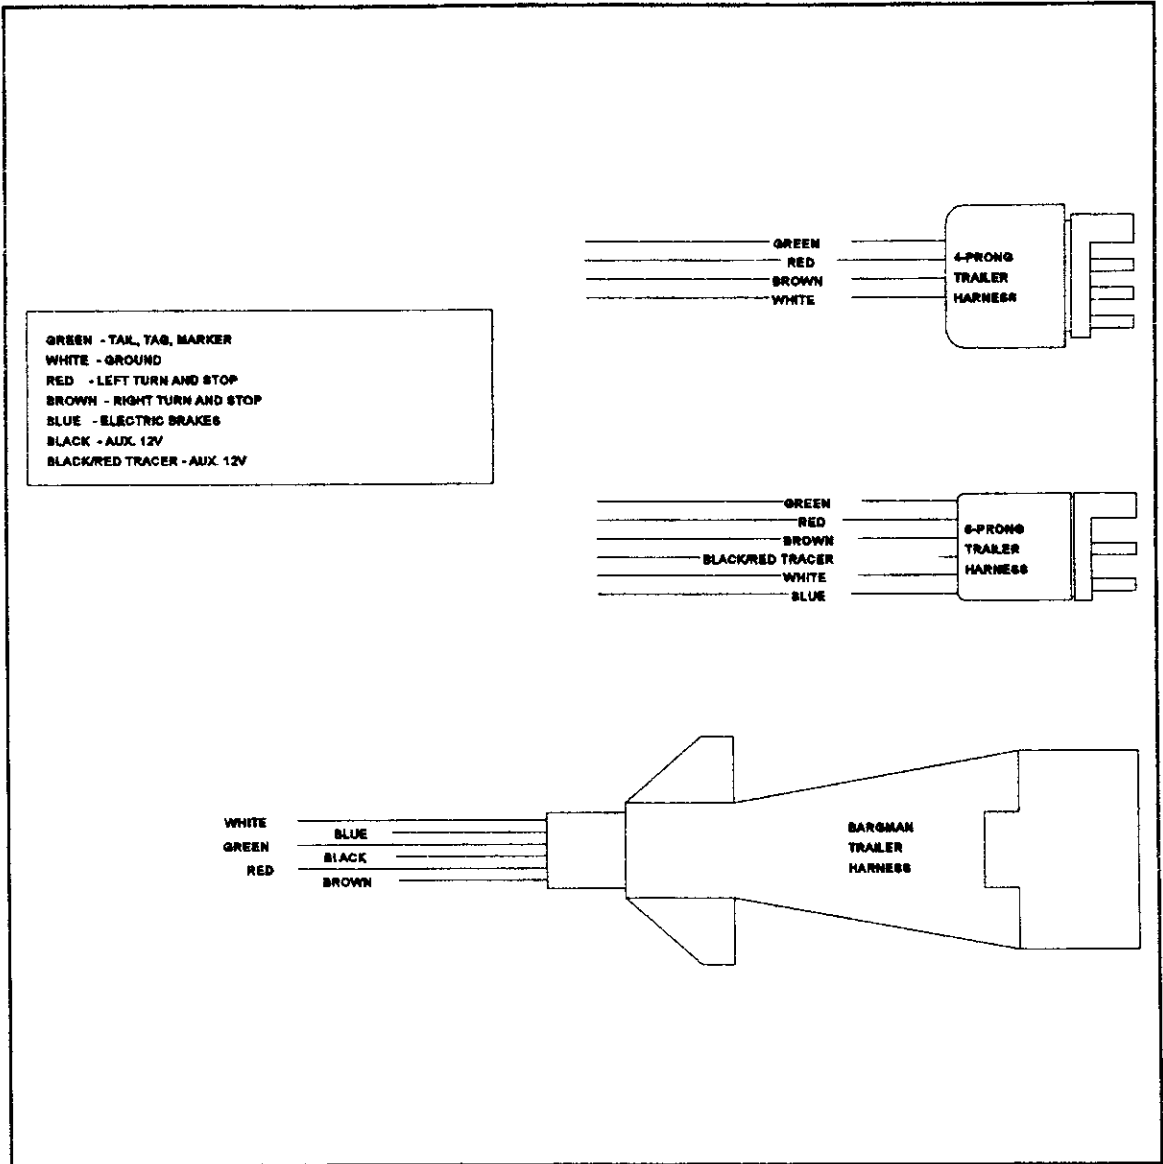 GREEN
RED
BROWN
WHITE
4-PRONG
TRAILER
HARNESS
GREEN - TAIL, TAG, MARKER
WHITE - GROUND
RED - LEFT TURN AND STOP
BROWN - RIGHT TURN AND STOP
BLUE - ELECTRIC BRAKES
BLACK - AUX. 12V
BLACK/RED TRACER - AUX. 12V
GREEN
RED
BROWN
BLACK/RED TRACER
WHITE
BLUE
6-PRONG
TRAILER
HARNESS
WHITE
BLUE
GREEN
BLACK
RED
BROWN
BARGMAN
TRAILER
HARNESS